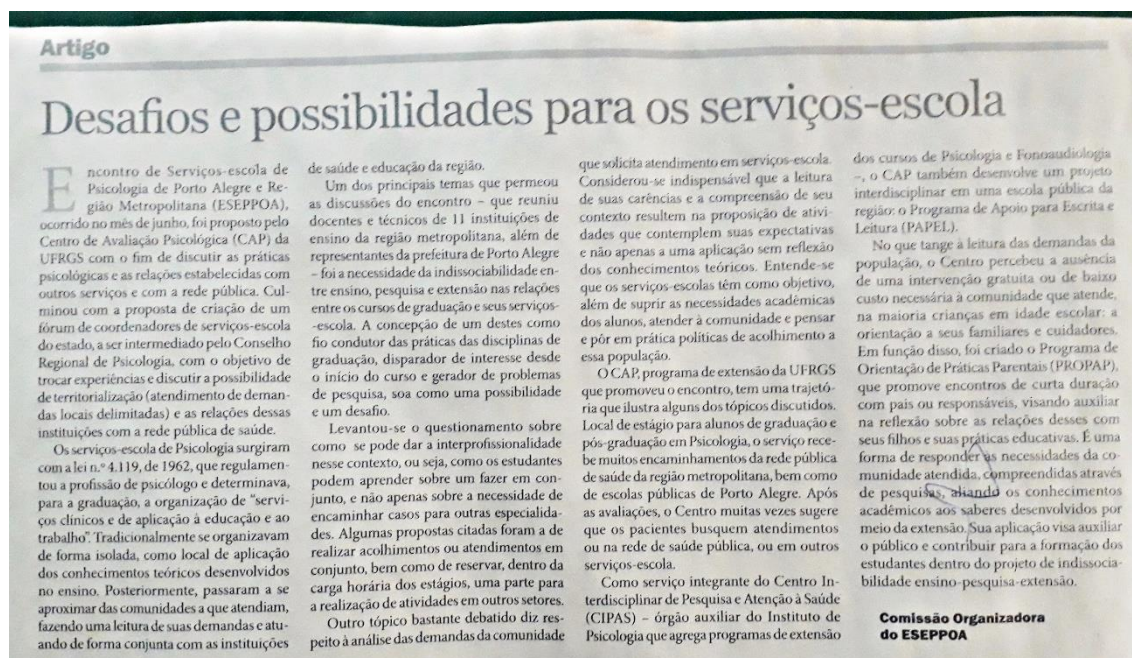 Artigo
Desafios e possibilidades para os serviços-escola
Encontro de Serviços-escola de
Psicologia de Porto Alegre e Re-
gião Metropolitana (ESEPPOA),
ocorrido no mês de junho, foi proposto pelo
Centro de Avaliação Psicológica (CAP) da
UFRGS com o fim de discutir as práticas
psicológicas e as relações estabelecidas com
outros serviços e com a rede pública. Cul-
minou com a proposta de criação de um
fórum de coordenadores de serviços-escola
do estado, a ser intermediado pelo Conselho
Regional de Psicologia, com o objetivo de
trocar experiências e discutir a possibilidade
de territorialização (atendimento de deman-
das locais delimitadas) e as relações dessas
instituições com a rede pública de saúde.
Os serviços-escola de Psicologia surgiram
com a lei n.º 4.119, de 1962, que regulamen-
tou a profissão de psicólogo e determinava,
para a graduação, a organização de “servi-
ços clínicos e de aplicação à educação e ao
trabalho”. Tradicionalmente se organizavam
de forma isolada, como local de aplicação
dos conhecimentos teóricos desenvolvidos
no ensino. Posteriormente, passaram a se
aproximar das comunidades a que atendiam,
fazendo uma leitura de suas demandas e atu-
ando de forma conjunta com as instituições
de saúde e educação da região.
Um dos principais temas que permeou
as discussões do encontro – que reuniu
docentes e técnicos de 11 instituições de
ensino da região metropolitana, além de
representantes da prefeitura de Porto Alegre
– foi a necessidade da indissociabilidade en-
tre ensino, pesquisa e extensão nas relações
entre os cursos de graduação e seus serviços-
-escola. A concepção de um destes como
fio condutor das práticas das disciplinas de
graduação, disparador de interesse desde
o início do curso e gerador de problemas
de pesquisa, soa como uma possibilidade
e um desafio.
Levantou-se o questionamento sobre
como se pode dar a interprofissionalidade
nesse contexto, ou seja, como os estudantes
podem aprender sobre um fazer em con-
junto, e não apenas sobre a necessidade de
encaminhar casos para outras especialida-
des. Algumas propostas citadas foram a de
realizar acolhimentos ou atendimentos em
conjunto, bem como de reservar, dentro da
carga horária dos estágios, uma parte para
a realização de atividades em outros setores.
Outro tópico bastante debatido diz res-
peito à análise das demandas da comunidade
que solicita atendimento em serviços-escola.
Considerou-se indispensável que a leitura
de suas carências e a compreensão de seu
contexto resultem na proposição de ativi-
dades que contemplem suas expectativas
e não apenas a uma aplicação sem reflexão
dos conhecimentos teóricos. Entende-se
que os serviços-escolas têm como objetivo,
além de suprir as necessidades acadêmicas
dos alunos, atender à comunidade e pensar
e pôr em prática políticas de acolhimento a
essa população.
O CAP, programa de extensão da UFRGS
que promoveu o encontro, tem uma trajetó-
ria que ilustra alguns dos tópicos discutidos.
Local de estágio para alunos de graduação e
pós-graduação em Psicologia, o serviço rece-
be muitos encaminhamentos da rede pública
de saúde da região metropolitana, bem como
de escolas públicas de Porto Alegre. Após
as avaliações, o Centro muitas vezes sugere
que os pacientes busquem atendimentos
ou na rede de saúde pública, ou em outros
serviços-escola.
Como serviço integrante do Centro In-
terdisciplinar de Pesquisa e Atenção à Saúde
(CIPAS) – órgão auxiliar do Instituto de
Psicologia que agrega programas de extensão
dos cursos de Psicologia e Fonoaudiologia
–, o CAP também desenvolve um projeto
interdisciplinar em uma escola pública da
região: o Programa de Apoio para Escrita e
Leitura (PAPEL).
No que tange à leitura das demandas da
população, o Centro percebeu a ausência
de uma intervenção gratuita ou de baixo
custo necessária à comunidade que atende,
na maioria crianças em idade escolar: a
orientação a seus familiares e cuidadores.
Em função disso, foi criado o Programa de
Orientação de Práticas Parentais (PROPAP),
que promove encontros de curta duração
com pais ou responsáveis, visando auxiliar
na reflexão sobre as relações desses com
seus filhos e suas práticas educativas. É uma
forma de responder às necessidades da co-
munidade atendida, compreendidas através
de pesquisas, aliando os conhecimentos
acadêmicos aos saberes desenvolvidos por
meio da extensão. Sua aplicação visa auxiliar
o público e contribuir para a formação dos
estudantes dentro do projeto de indissocia-
bilidade ensino-pesquisa-extensão.
Comissão Organizadora
do ESEPPOA